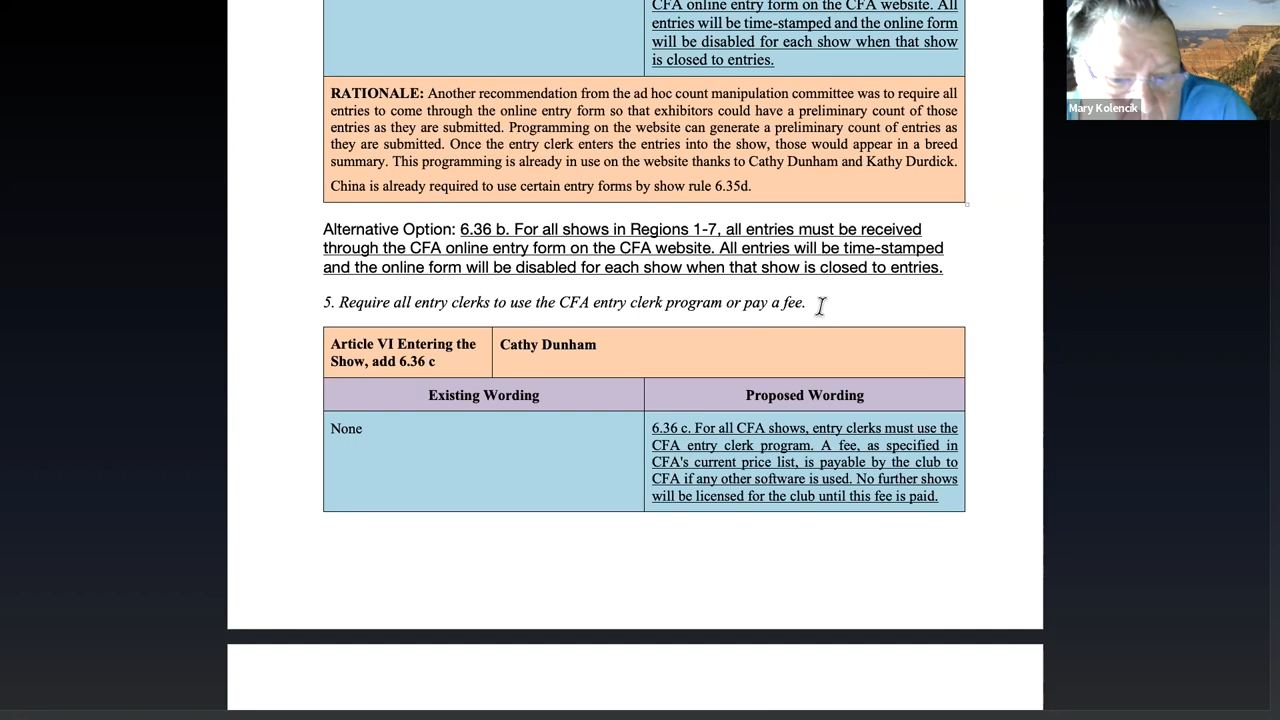 CFA online entry form on the CFA website. All
entries will be time-stamped and the online form
will be disabled for each show when that show
is closed to entries.
Mary Kolencik
RATIONALE: Another recommendation from the ad hoc count manipulation committee was to require all
entries to come through the online entry form so that exhibitors could have a preliminary count of those
entries as they are submitted. Programming on the website can generate a preliminary count of entries as
they are submitted. Once the entry clerk enters the entries into the show, those would appear in a breed
summary. This programming is already in use on the website thanks to Cathy Dunham and Kathy Durdick.
China is already required to use certain entry forms by show rule 6.35d.
Alternative Option: 6.36 b. For all shows in Regions 1-7, all entries must be received
through the CFA online entry form on the CFA website. All entries will be time-stamped
and the online form will be disabled for each show when that show is closed to entries.
5. Require all entry clerks to use the CFA entry clerk program or pay a fee.
Article VI Entering the
Show, add 6.36 c
Cathy Dunham
Existing Wording
Proposed Wording
None
6.36 c. For all CFA shows, entry clerks must use the
CFA entry clerk program. A fee, as specified in
CFA's current price list, is payable by the club to
CFA if any other software is used. No further shows
will be licensed for the club until this fee is paid.